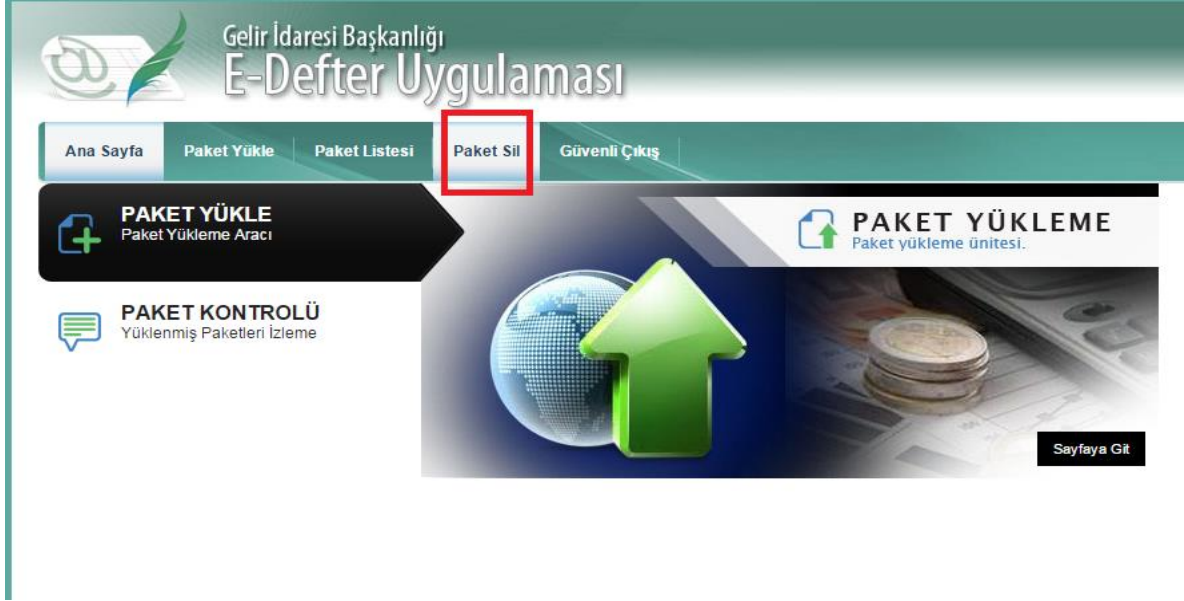 Gelir İdaresi Başkanlığı
E-Defter Uygulaması
Ana Sayfa Paket Yükle Paket Listesi Paket Sil Güvenli Çıkış
PAKET YÜKLE
Paket Yükleme Aracı
PAKET YÜKLEME
Paket yükleme ünitesi.
PAKET KONTROLÜ
Yüklenmiş Paketleri İzleme
Sayfaya Git